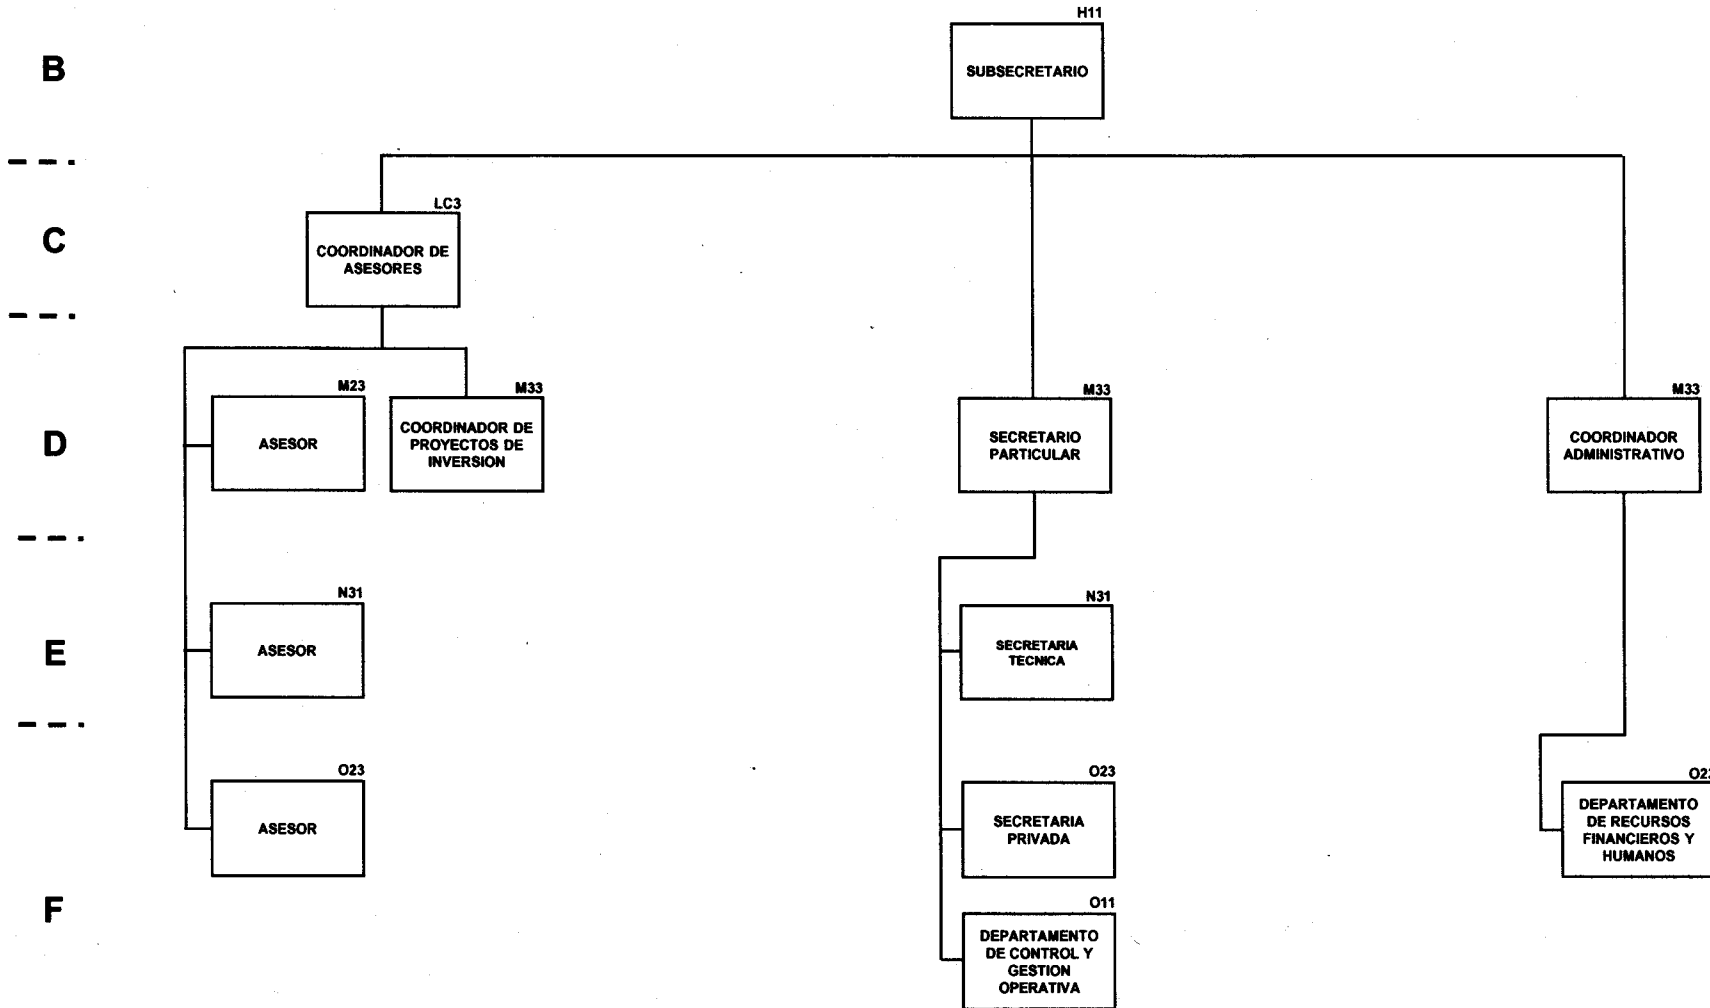 H11
B
SUBSECRETARIO
LC3
C
COORDINADOR DE
ASESORES
M23
M33
M33
M33
D
ASESOR
COORDINADOR DE
PROYECTOS DE
INVERSION
SECRETARIO
PARTICULAR
COORDINADOR
ADMINISTRATIVO
N31
N31
E
ASESOR
SECRETARIA
TECNICA
O23
O23
O23
ASESOR
SECRETARIA
PRIVADA
DEPARTAMENTO
DE RECURSOS
FINANCIEROS Y
HUMANOS
F
O11
DEPARTAMENTO
DE CONTROL Y
GESTION
OPERATIVA